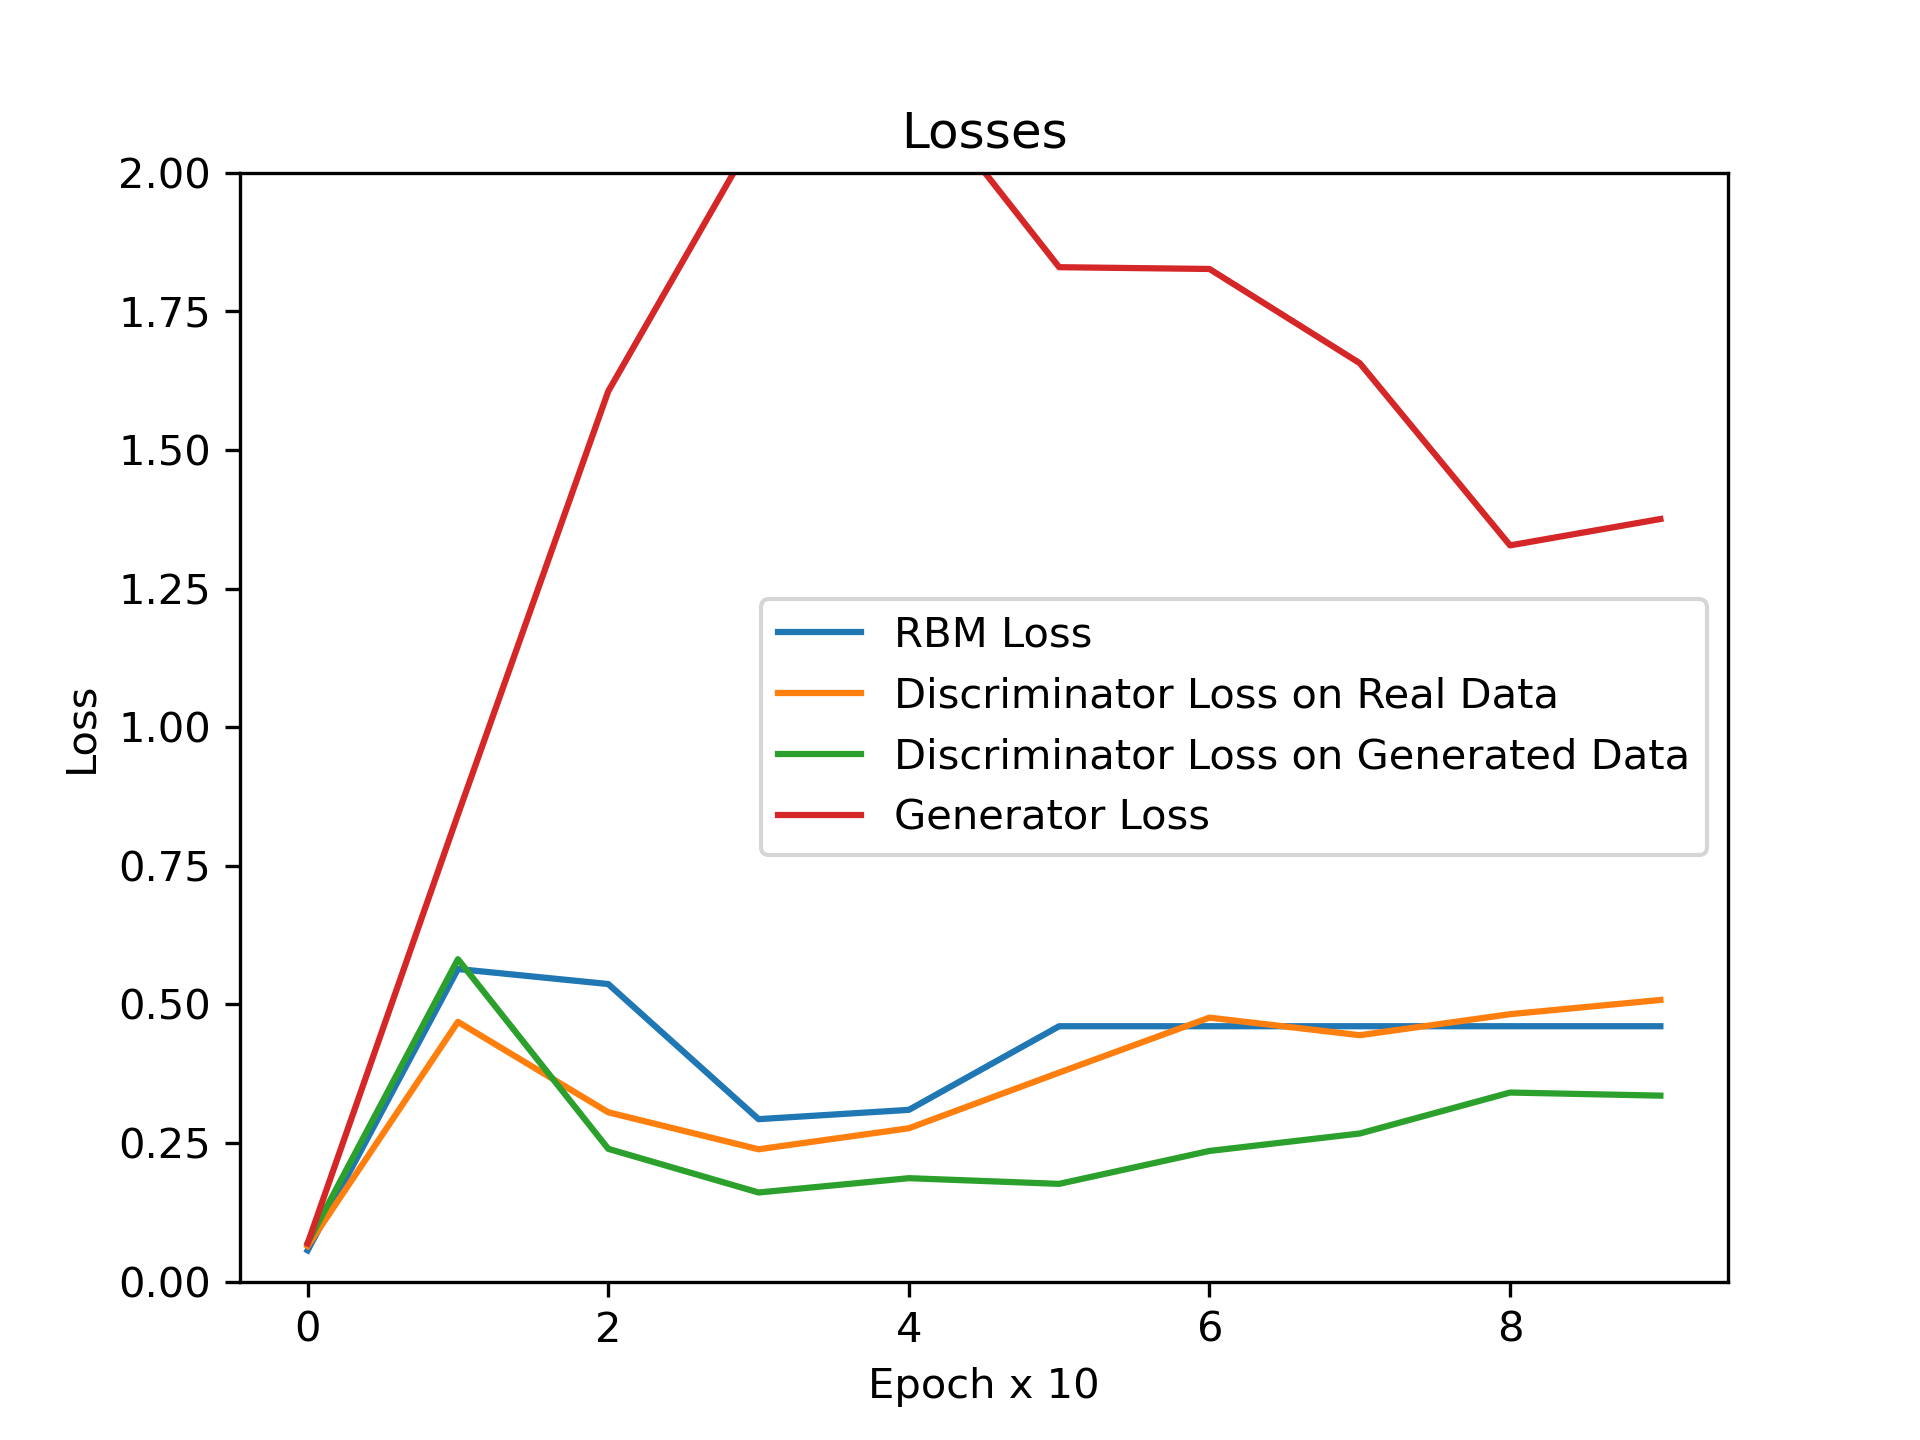 Losses
2.00
1.75
1.50
1.25
1.00
0.75
0.50
0.25
0.00
Loss
RBM Loss
Discriminator Loss on Real Data
Discriminator Loss on Generated Data
Generator Loss
0 2 4 6 8
Epoch x 10